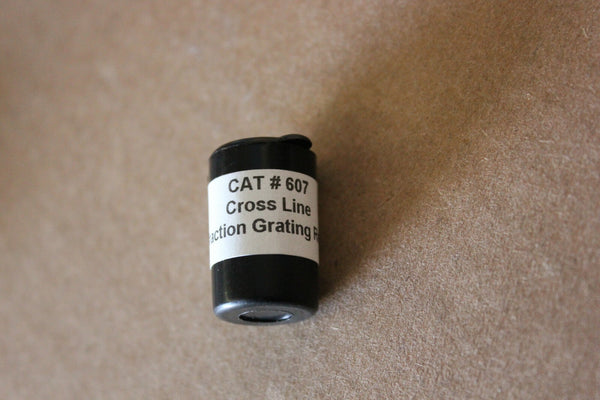 CAT # 607
Cross Line
action Grating R